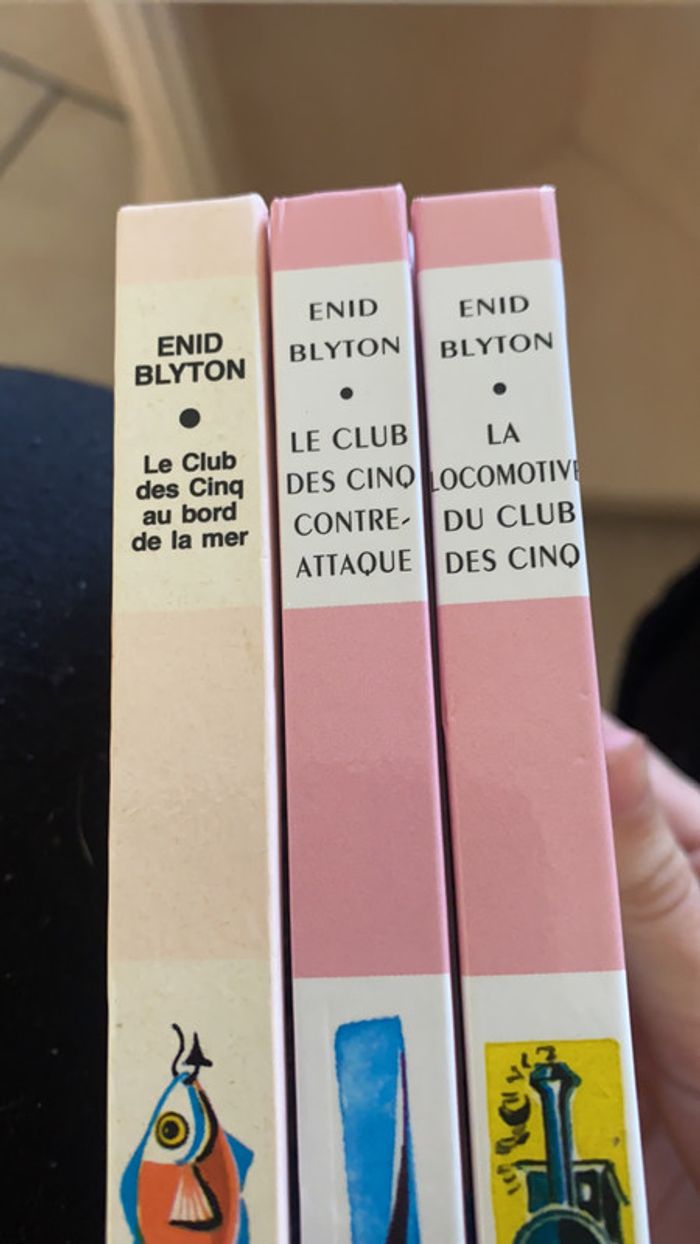 ENID
BLYTON
Le Club
des Cinq
au bord
de la mer
ENID
BLYTON
LE CLUB
DES CINQ
CONTRE-
ATTAQUE
ENID
BLYTON
LA
LOCOMOTIVE
DU CLUB
DES CINQ